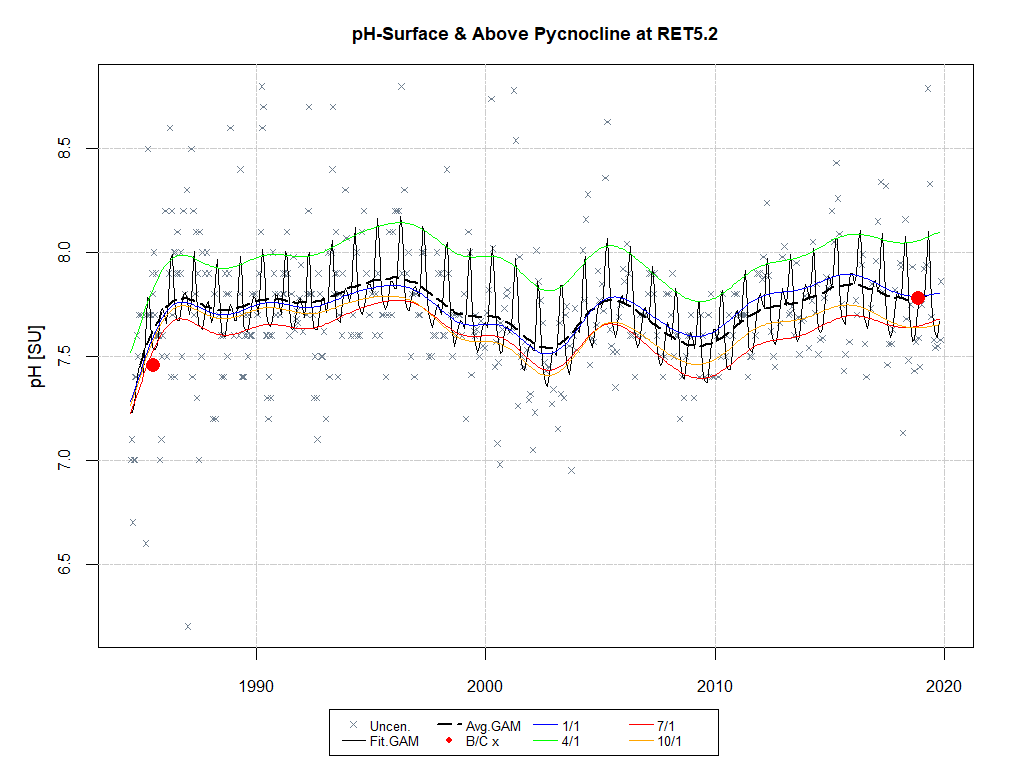 pH-Surface & Above Pycnocline at RET5.2
pH [SU]
8.5
8.0
7.5
7.0
6.5
1990
2000
2010
2020
Uncen. Avg.GAM 1/1 7/1
Fit.GAM B/C x 4/1 10/1